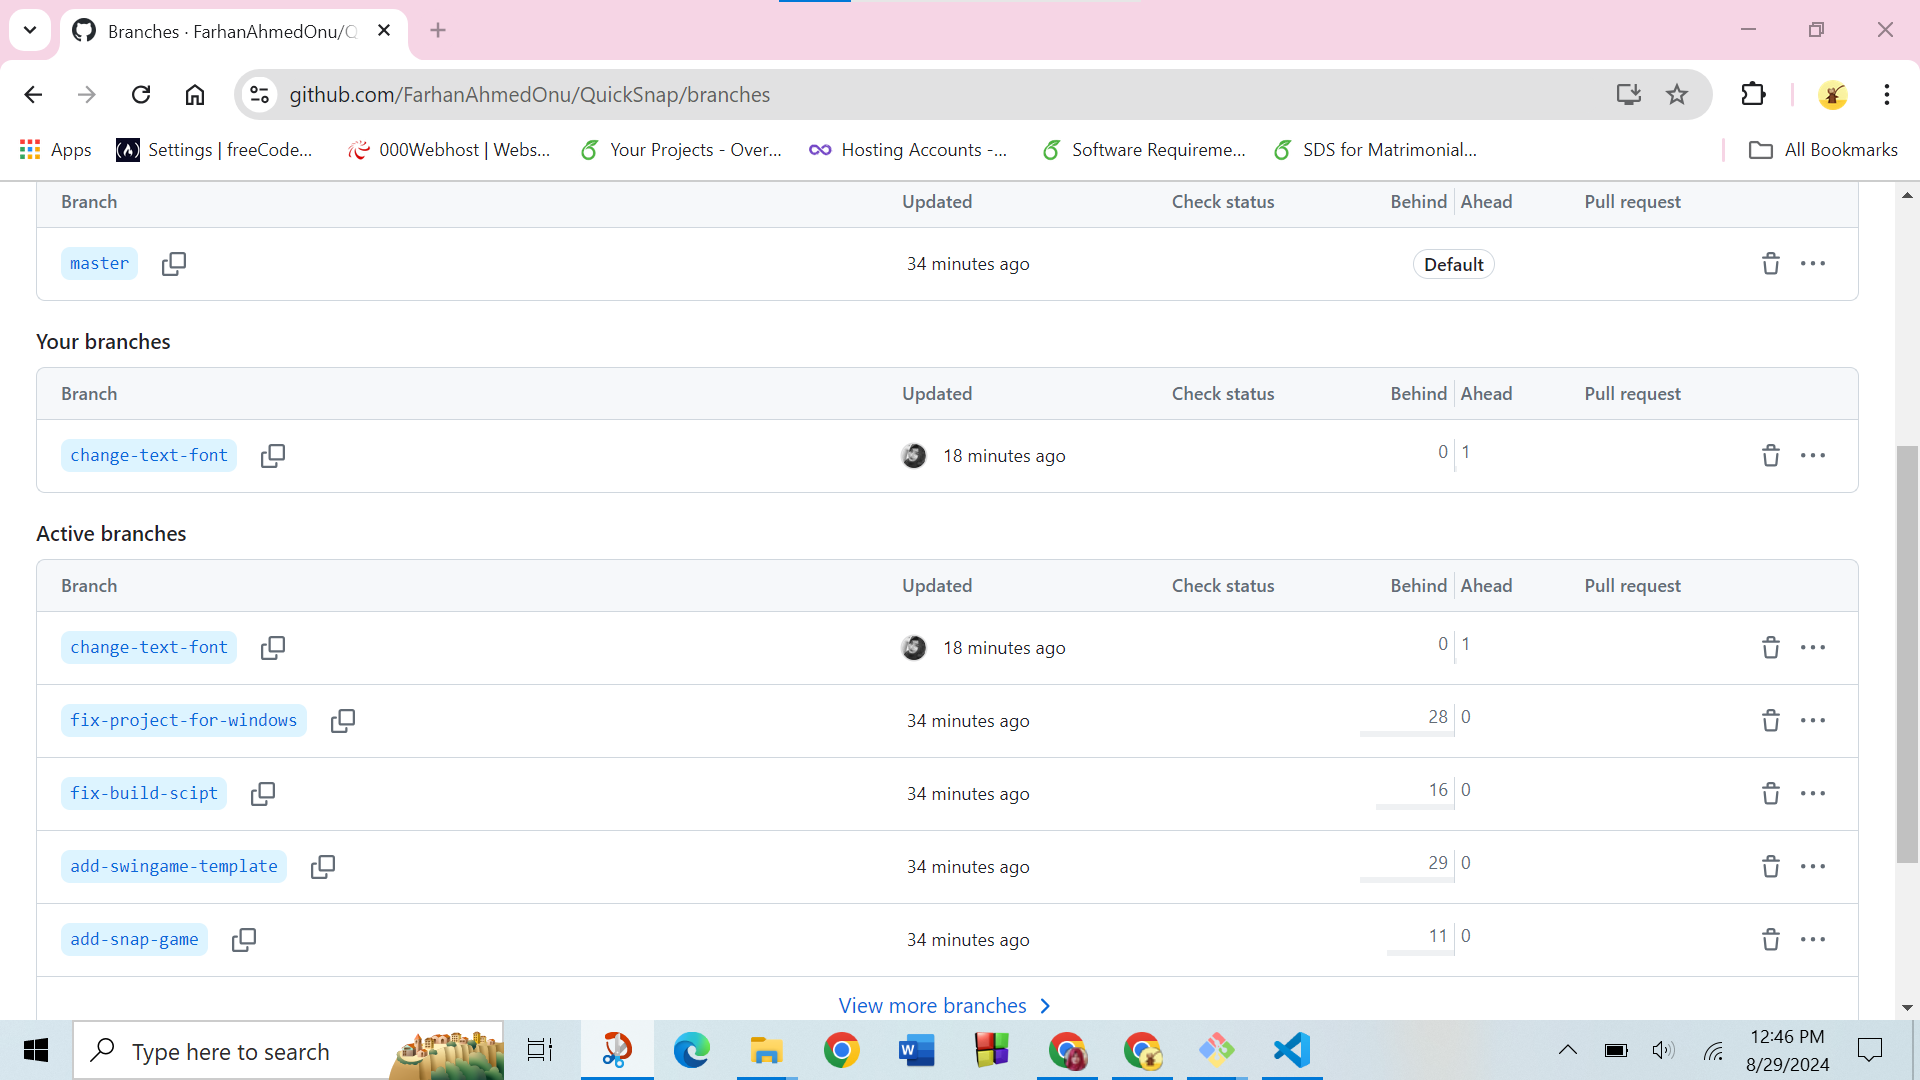 Branches · FarhanAhmedOnu/Q
github.com/FarhanAhmedOnu/QuickSnap/branches
Apps Settings | freeCode... 000Webhost | Webs... Your Projects - Over... Hosting Accounts -... Software Requireme... SDS for Matrimonial... All Bookmarks
Branch Updated Check status Behind Ahead Pull request
master 34 minutes ago Default
Your branches
Branch Updated Check status Behind Ahead Pull request
change-text-font 18 minutes ago 0 1
Active branches
Branch Updated Check status Behind Ahead Pull request
change-text-font 18 minutes ago 0 1
fix-project-for-windows 34 minutes ago 28 0
fix-build-scipt 34 minutes ago 16 0
add-swingame-template 34 minutes ago 29 0
add-snap-game 34 minutes ago 11 0
View more branches
Type here to search
12:46 PM
8/29/2024